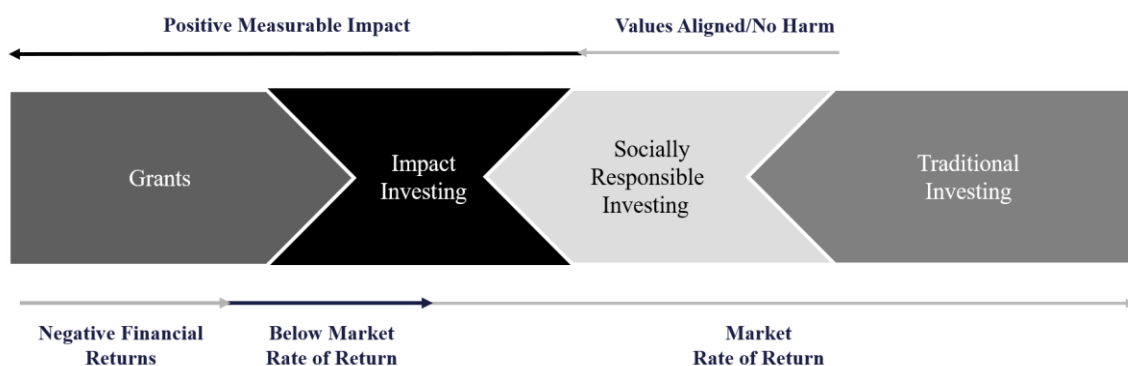 Positive Measurable Impact
Values Aligned/No Harm
Grants
Impact
Investing
Socially
Responsible
Investing
Traditional
Investing
Negative Financial
Returns
Below Market
Rate of Return
Market
Rate of Return